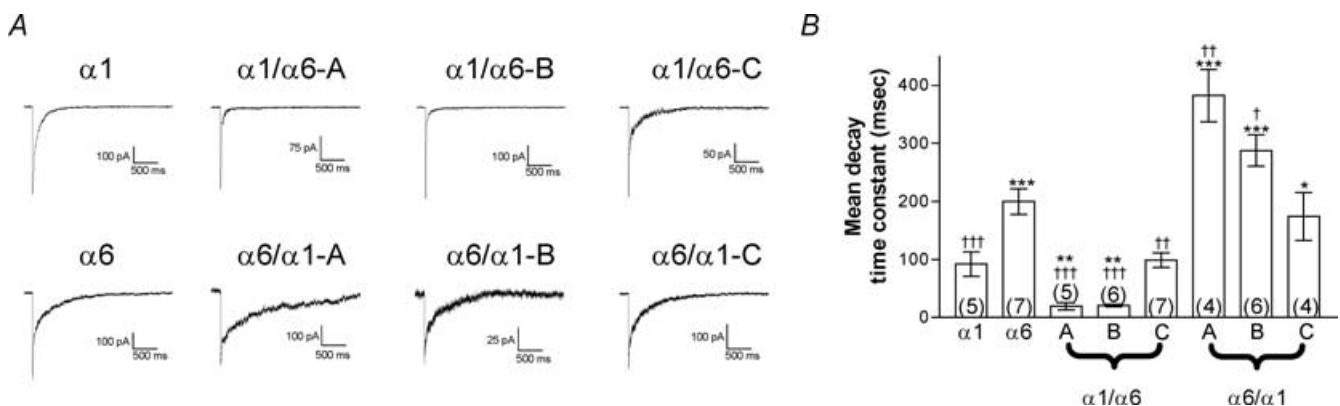 A
α1
α1/α6-A
α1/α6-B
α1/α6-C
100 pA
500 ms
75 pA
500 ms
100 pA
500 ms
50 pA
500 ms
α6
α6/α1-A
α6/α1-B
α6/α1-C
100 pA
500 ms
100 pA
500 ms
25 pA
500 ms
100 pA
500 ms
B
Mean decay
time constant (msec)
400
300
200
100
0
†††
***
**
†††
**
†††
††
††
***
†
***
*
(5)
(7)
(5)
(6)
(7)
(4)
(6)
(4)
α1
α6
A
B
C
A
B
C
α1/α6
α6/α1